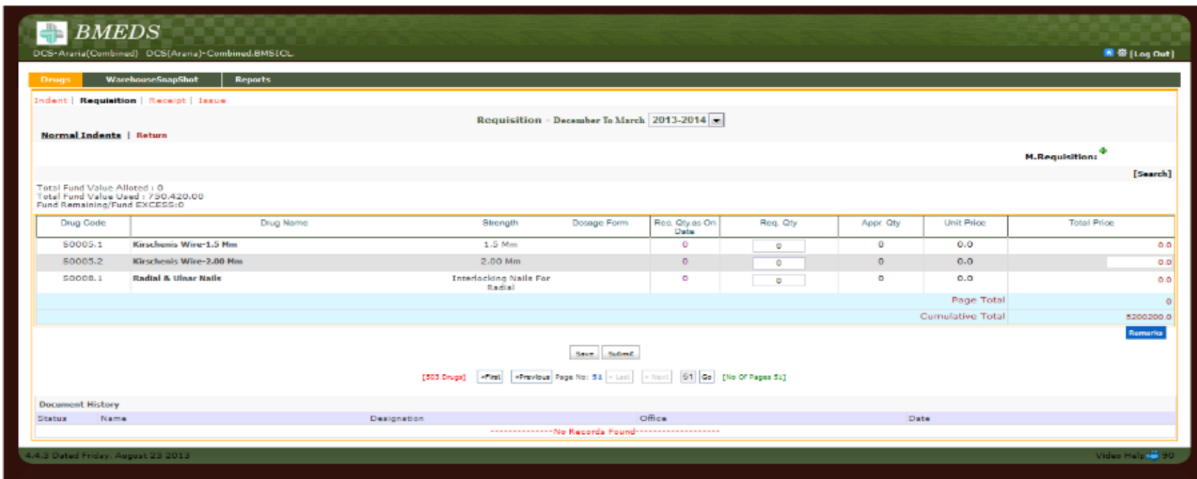 BMEDS
DCS-Araria(Combined) DCS(Araria)-Combined.BMSICL
[Log Out]
Drugs WarehouseSnapShot Reports
Indent | Requisition | Receipt | Issue
Requisition - December To March 2013-2014
Normal Indents | Return
M.Requisition:
[Search]
Total Fund Value Alloted : 0
Total Fund Value Used : 750,420.00
Fund Remaining/Fund EXCESS:0
Drug Code Drug Name Strength Dosage Form Req. Qty.as On Date Req. Qty Appr. Qty Unit Price Total Price
S0005.1 Kirschenis Wire-1.5 Mm 1.5 Mm 0 0 0 0.0 0.0
S0005.2 Kirschenis Wire-2.00 Mm 2.00 Mm 0 0 0 0.0 0.0
S0008.1 Radial & Ulnar Nails Interlocking Nails For Radial 0 0 0 0.0 0.0
Page Total 0
Cumulative Total 5200200.0
Remarks
Save Submit
[503 Drugs] «First «Previous Page No: 51 » Last » Next 51 Go [No Of Pages 51]
Document History
Status Name Designation Office Date
--------------No Records Found-------------------
4.4.3 Dated Friday, August 23 2013
Video Help 90